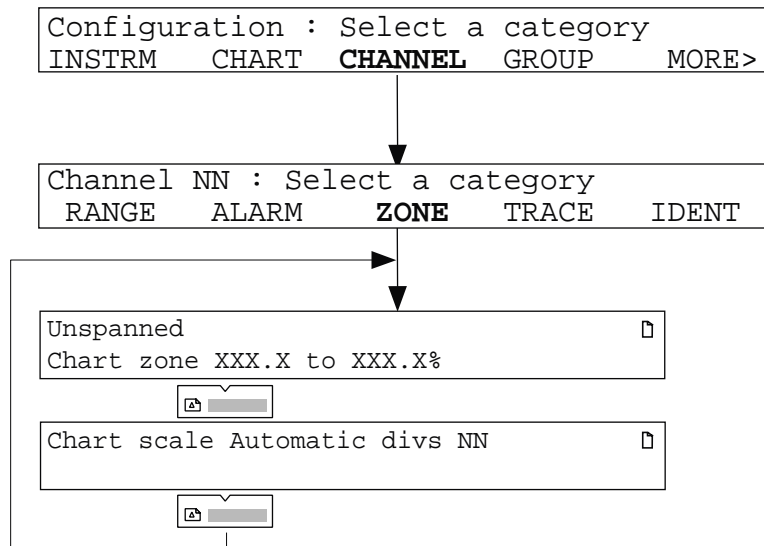 Configuration : Select a category
INSTRM CHART CHANNEL GROUP MORE>
Channel NN : Select a category
RANGE ALARM ZONE TRACE IDENT
Unspanned
Chart zone XXX.X to XXX.X%
Chart scale Automatic divs NN